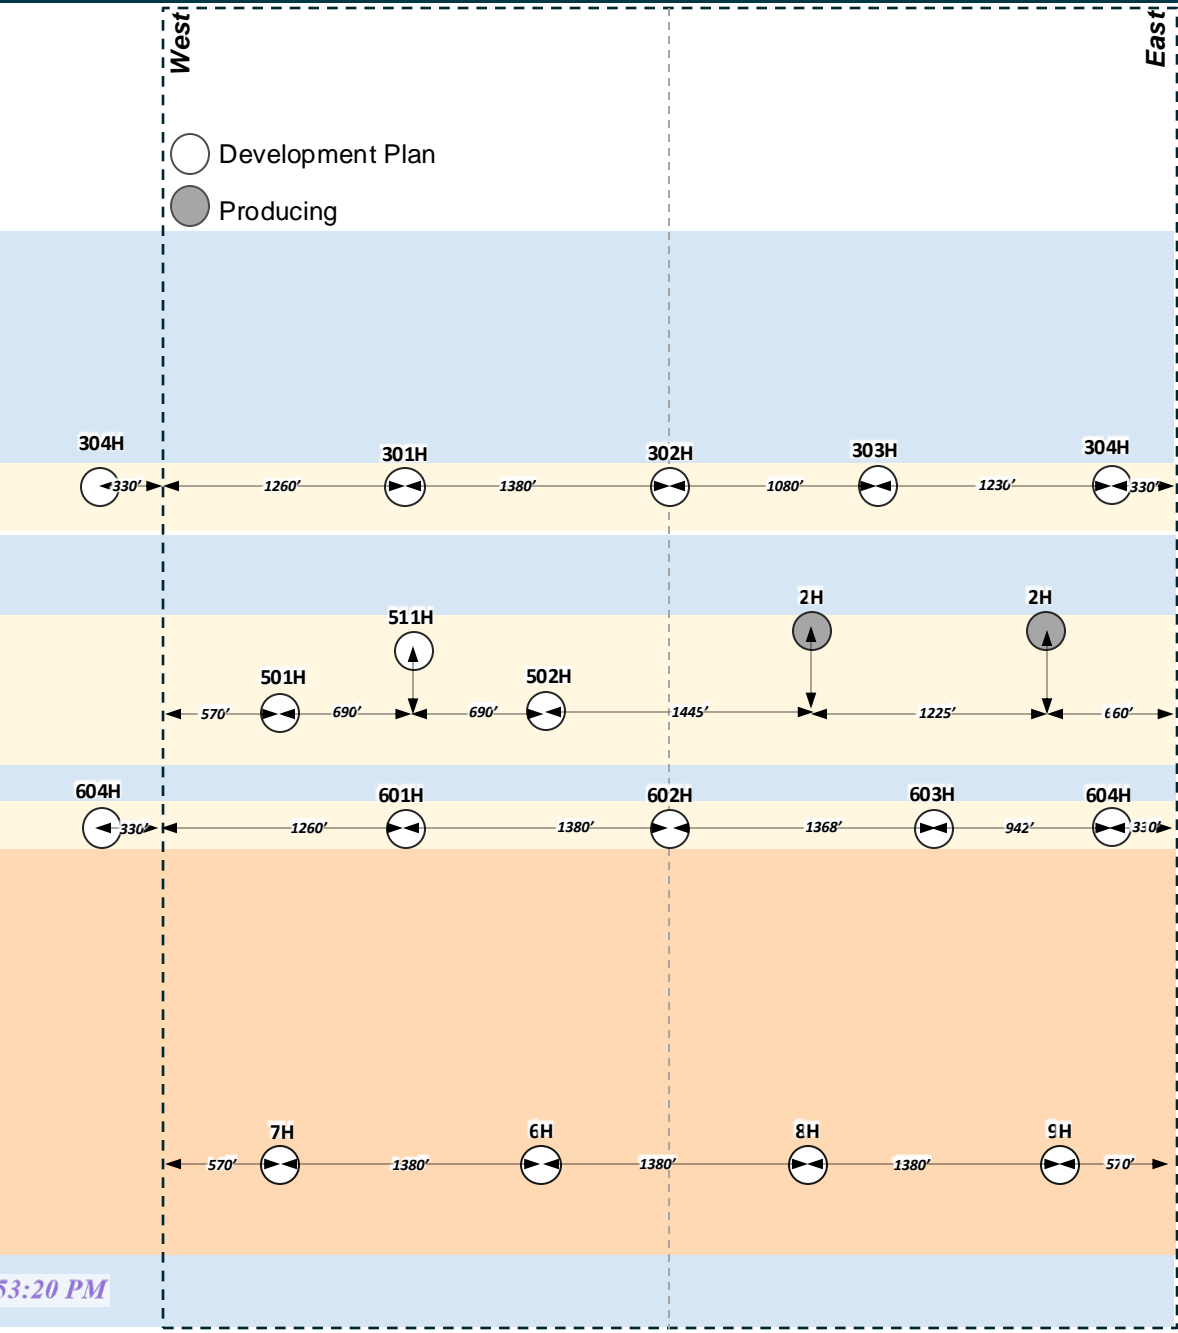 West
East
Development Plan
Producing
304H
301H
302H
303H
304H
330’
1260’
1380’
1080’
1230’
330’
2H
2H
511H
501H
502H
570’
690’
690’
1445’
1225’
660’
604H
601H
602H
603H
604H
330’
1260’
1380’
1368’
942’
330’
7H
6H
8H
9H
570’
1380’
1380’
1380’
570’
53:20 PM